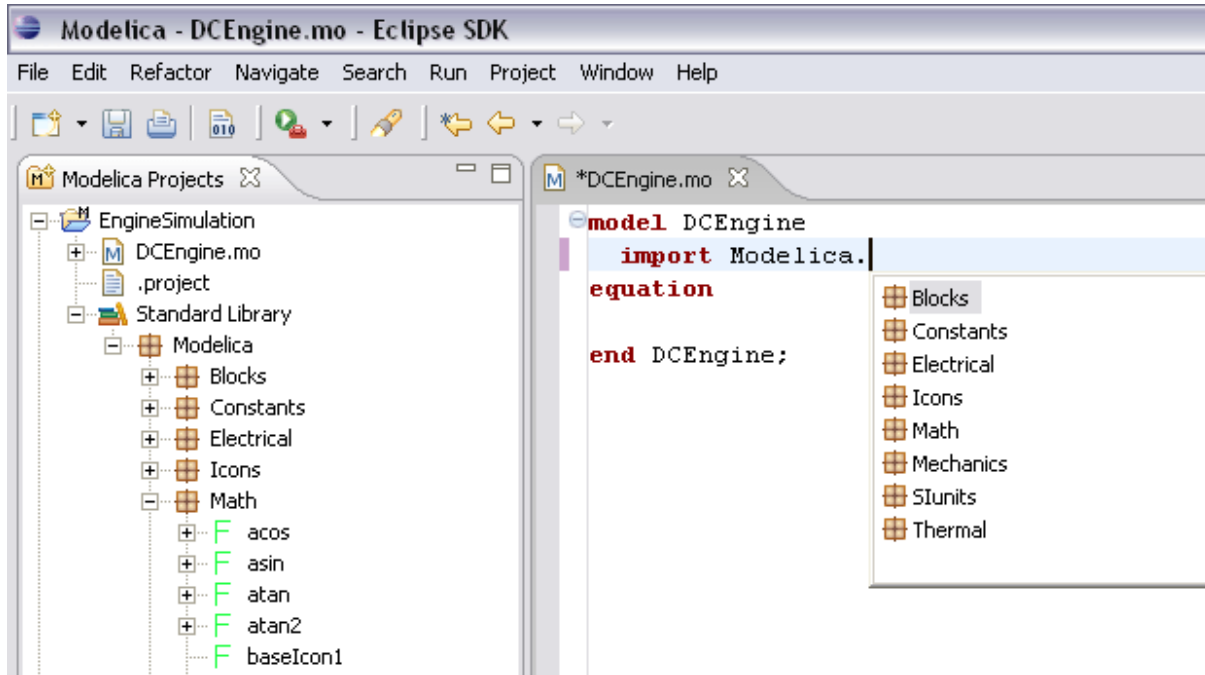 Modelica - DCEngine.mo - Eclipse SDK
File Edit Refactor Navigate Search Run Project Window Help
010
Modelica Projects
EngineSimulation
DCEngine.mo
.project
Standard Library
Modelica
Blocks
Constants
Electrical
Icons
Math
acos
asin
atan
atan2
baseIcon1
*DCEngine.mo
model DCEngine
import Modelica.
equation
end DCEngine;
Blocks
Constants
Electrical
Icons
Math
Mechanics
SIunits
Thermal